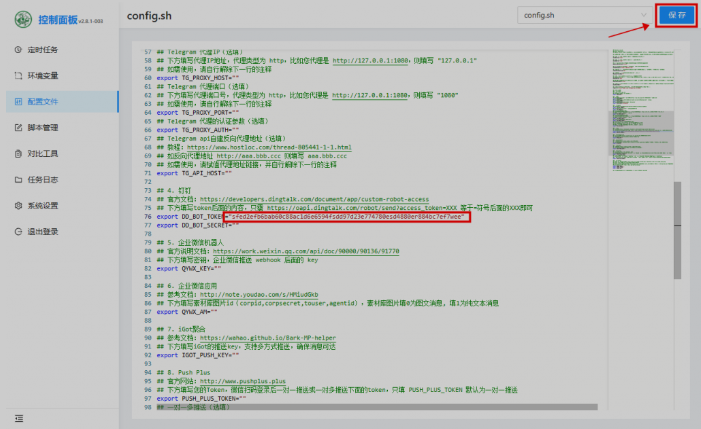 控制面板 v2.8.1-088
定时任务
环境变量
配置文件
脚本管理
对比工具
任务日志
系统设置
退出登录
config.sh
config.sh
保存
57 ## Telegram 代理IP（选填）
58 ## 下方填写代理IP地址，代理类型为 http，比如您代理是 http://127.0.0.1:1080，则填写 "127.0.0.1"
59 ## 如需使用，请自行解除下一行的注释
60 export TG_PROXY_HOST=""
61 ## Telegram 代理端口（选填）
62 ## 下方填写代理端口号，代理类型为 http，比如您代理是 http://127.0.0.1:1080，则填写 "1080"
63 ## 如需使用，请自行解除下一行的注释
64 export TG_PROXY_PORT=""
65 ## Telegram 代理的认证参数（选填）
66 export TG_PROXY_AUTH=""
67 ## Telegram api自建反向代理地址（选填）
68 ## 教程：https://www.hostloc.com/thread-805441-1-1.html
69 ## 如反向代理地址 http://aaa.bbb.ccc 则填写 aaa.bbb.ccc
70 ## 如需使用，请赋值代理地址链接，并自行解除下一行的注释
71 export TG_API_HOST=""
73 ## 4. 钉钉
74 ## 官方文档：https://developers.dingtalk.com/document/app/custom-robot-access
75 ## 下方填写token后面的内容，只需 https://oapi.dingtalk.com/robot/send?access_token=XXX 等于=符号后面的XXX即可
76 export DD_BOT_TOKEN=
77 export DD_BOT_SECRET=""
79 ## 5. 企业微信机器人
80 ## 官方说明文档：https://work.weixin.qq.com/api/doc/90000/90136/91770
81 ## 下方填写密钥，企业微信推送 webhook 后面的 key
82 export QYWX_KEY=""
84 ## 6. 企业微信应用
85 ## 参考文档：
86 ## 下方填写素材库图片id（corpid,corpsecret,touser,agentid），素材库图片填0为图文消息, 填1为纯文本消息
87 export QYWX_AM=""
89 ## 7. iGot聚合
90 ## 参考文档：https://wahao.github.io/Bark-MP-helper
91 ## 下方填写iGot的推送key，支持多方式推送，确保消息可达
92 export IGOT_PUSH_KEY=""
94 ## 8. Push Plus
95 ## 官方网站：http://www.pushplus.plus
96 ## 下方填写您的Token，微信扫码登录后一对一推送或一对多推送下面的token，只填 PUSH_PLUS_TOKEN 默认为一对一推送
97 export PUSH_PLUS_TOKEN=""
98 ## 一对一多推送（选填）